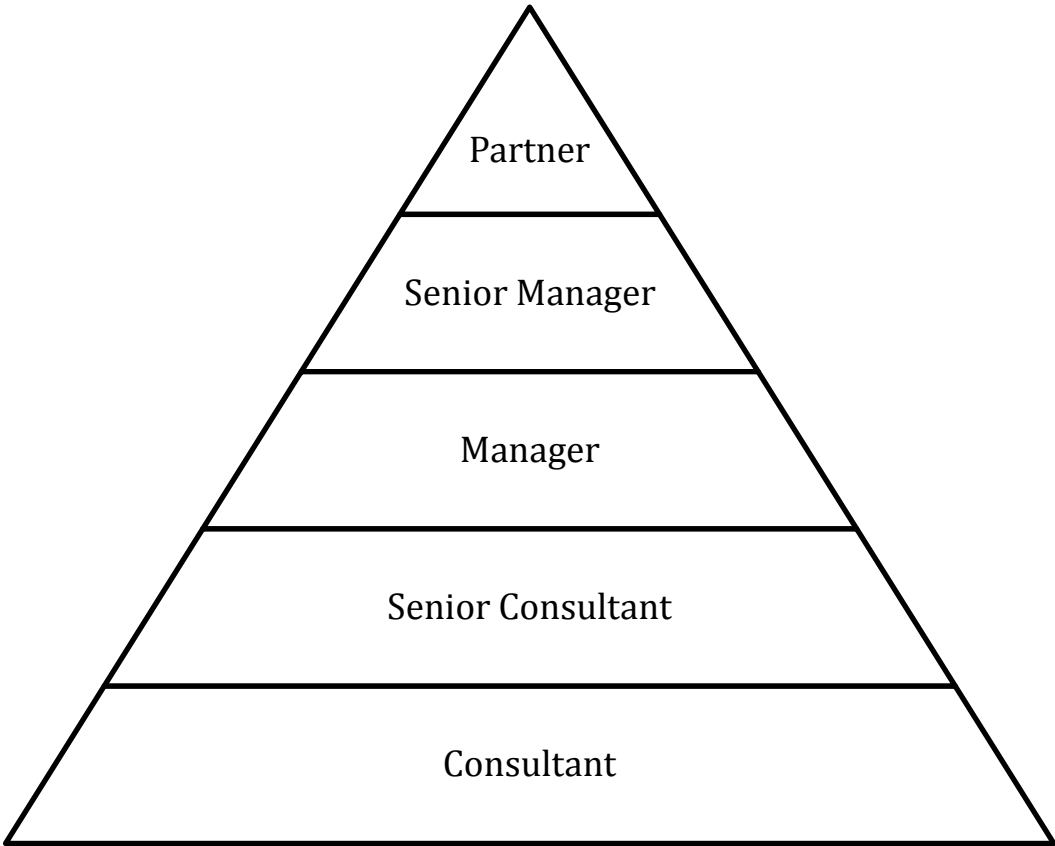 Partner
Senior Manager
Manager
Senior Consultant
Consultant